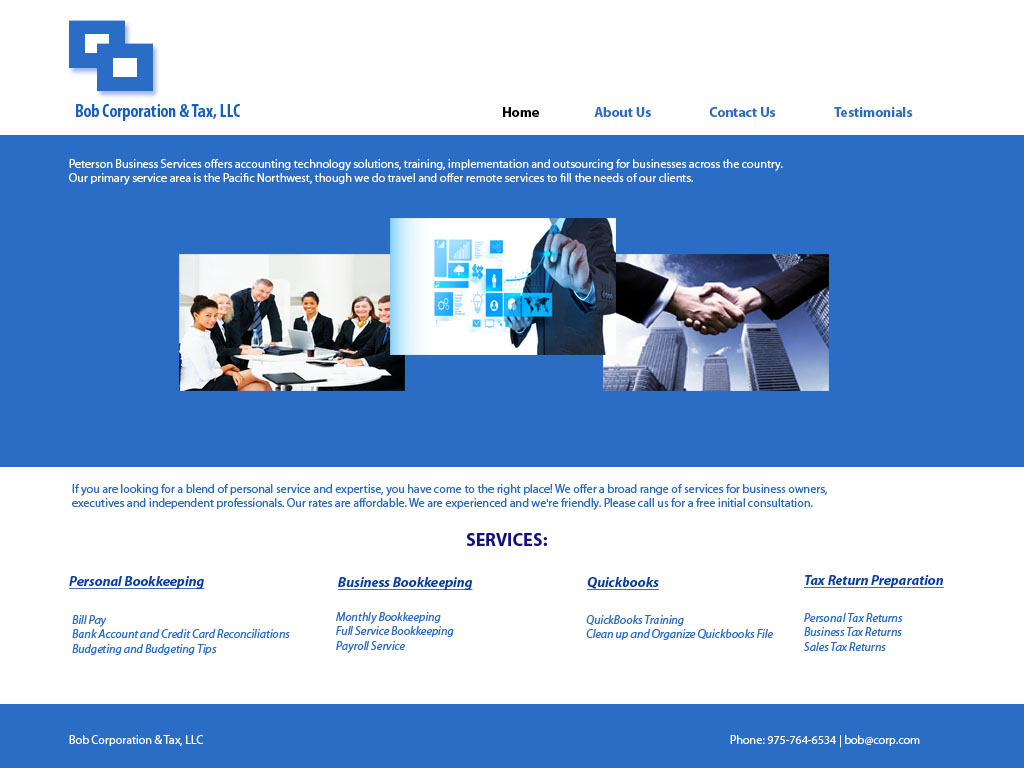 Bob Corporation & Tax, LLC
Home
About Us
Contact Us
Testimonials
Peterson Business Services offers accounting technology solutions, training, implementation and outsourcing for businesses across the country.
Our primary service area is the Pacific Northwest, though we do travel and offer remote services to fill the needs of our clients.
If you are looking for a blend of personal service and expertise, you have come to the right place! We offer a broad range of services for business owners,
executives and independent professionals. Our rates are affordable. We are experienced and we're friendly. Please call us for a free initial consultation.
SERVICES:
Personal Bookkeeping
Bill Pay
Bank Account and Credit Card Reconciliations
Budgeting and Budgeting Tips
Business Bookkeeping
Monthly Bookkeeping
Full Service Bookkeeping
Payroll Service
Quickbooks
QuickBooks Training
Clean up and Organize Quickbooks File
Tax Return Preparation
Personal Tax Returns
Business Tax Returns
Sales Tax Returns
Bob Corporation & Tax, LLC
Phone: 975-764-6534 | bob@corp.com